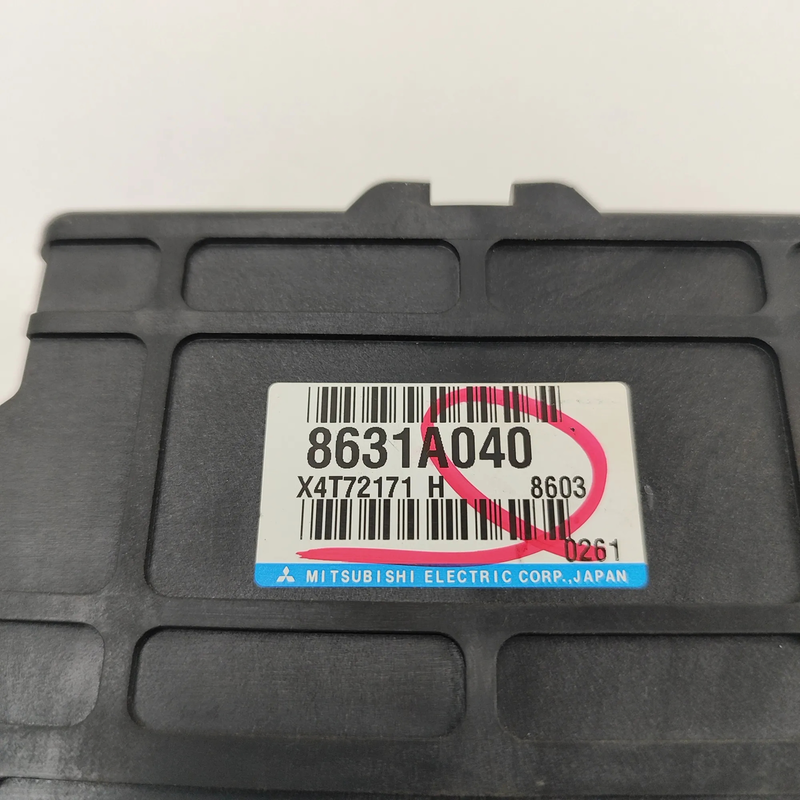 8631A040
X4T72171 H 8603
0261
MITSUBISHI ELECTRIC CORP.,JAPAN